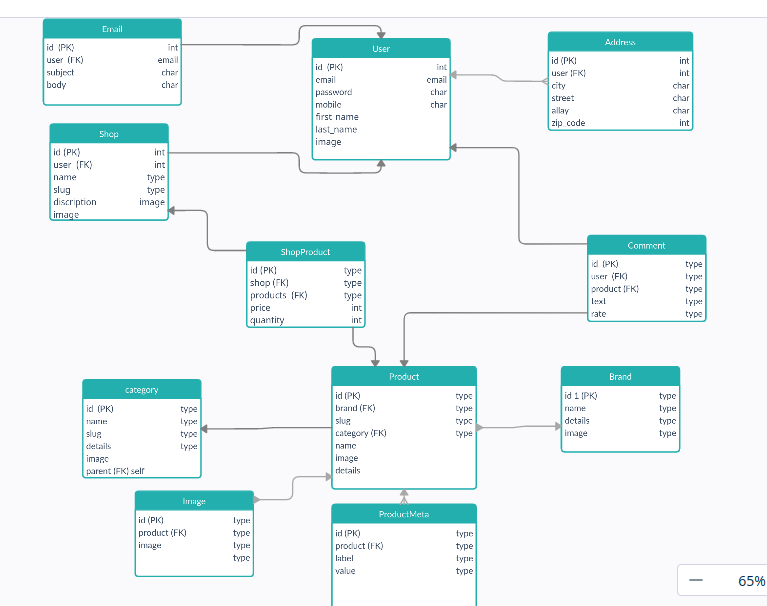 Email
id (PK) int
user (FK) email
subject char
body char
User
id (PK) int
email email
password char
mobile char
first name
last_name
image
Address
id (PK) int
user (FK) int
city char
street char
allay char
zip_code int
Shop
id (PK) int
user (FK) int
name type
slug type
discription image
image
ShopProduct
id (PK) type
shop (FK) type
products (FK) type
price int
quantity int
Comment
id (PK) type
user (FK) type
product (FK) type
text type
rate type
category
id (PK) type
name type
slug type
details type
image
parent (FK) self
Product
id (PK) type
brand (FK) type
slug type
category (FK) type
name
image
details
Brand
id 1 (PK) type
name type
details type
image type
Image
id (PK) type
product (FK) type
image type
type
ProductMeta
id (PK) type
product (FK) type
label type
value type
65%